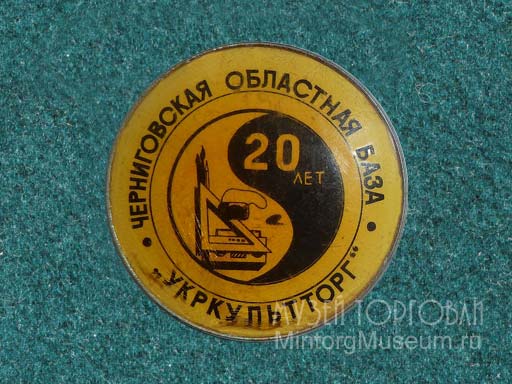 • ЧЕРНИГОВСКАЯ ОБЛАСТНАЯ БАЗА •
20
ЛЕТ
„УКРКУЛЬТТОРГ“
МУЗЕЙ ТОРГОВЛИ
MintorgMuseum.ru